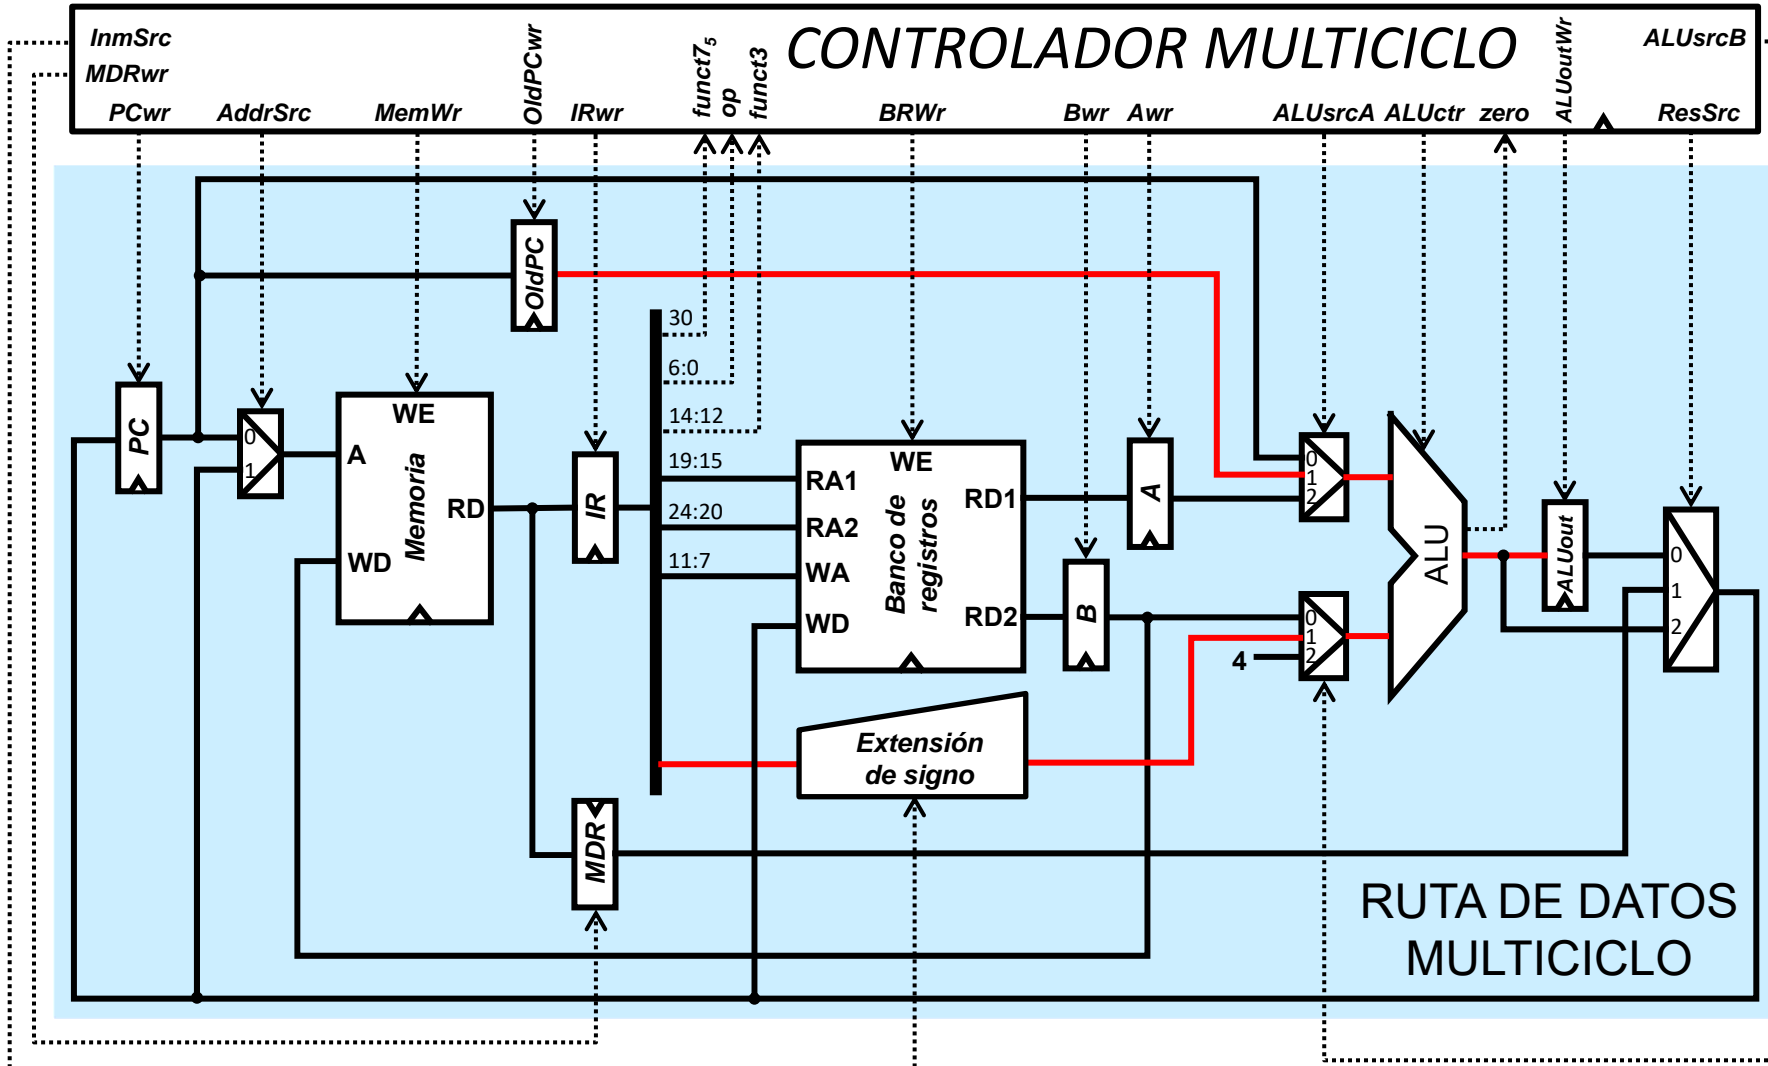 InmSrc
MDRwr
PCwr
AddrSrc
MemWr
OldPCwr
IRwr
funct7₅
op
funct3
CONTROLADOR MULTICICLO
BRWr
Bwr
Awr
ALUsrcA
ALUctr
zero
ALUoutWr
ALUsrcB
ResSrc
OldPC
30
6:0
14:12
19:15
24:20
11:7
PC
0
1
WE
A
RD
WD
Memoria
IR
WE
RA1
RA2
WA
WD
RD1
RD2
Banco de
registros
A
B
0
1
2
0
1
2
4
ALU
ALUout
0
1
2
Extensión
de signo
MDR
RUTA DE DATOS
MULTICICLO